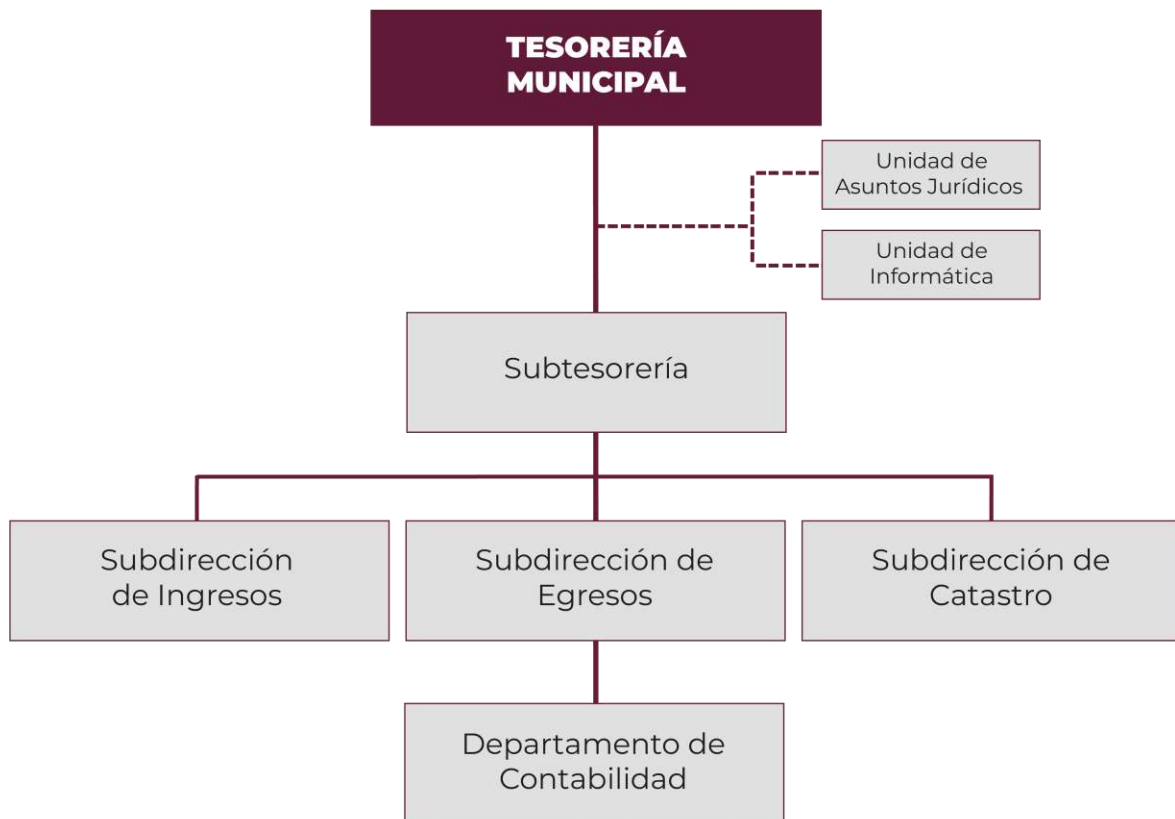 TESORERÍA
MUNICIPAL
Unidad de
Asuntos Jurídicos
Unidad de
Informática
Subtesorería
Subdirección
de Ingresos
Subdirección de
Egresos
Subdirección de
Catastro
Departamento de
Contabilidad